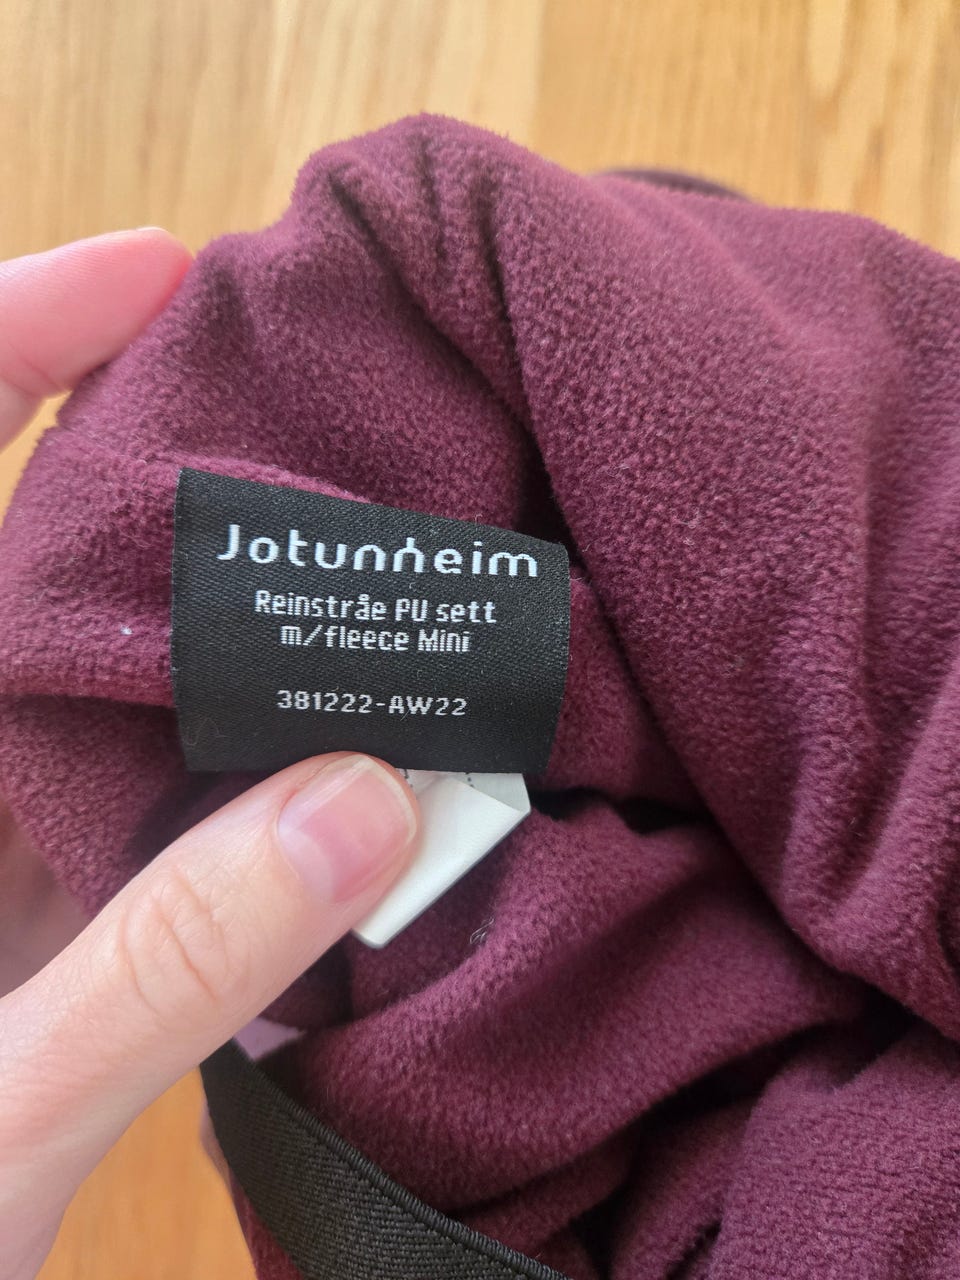 Jotunheim
Reinstråe PU sett
m/fleece Mini
381222-AW22